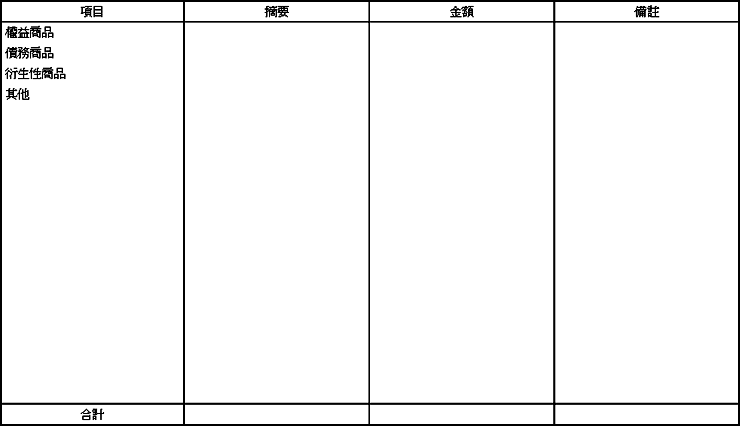 項目 摘要 金額 備註
權益商品
債務商品
衍生性商品
其他
合計